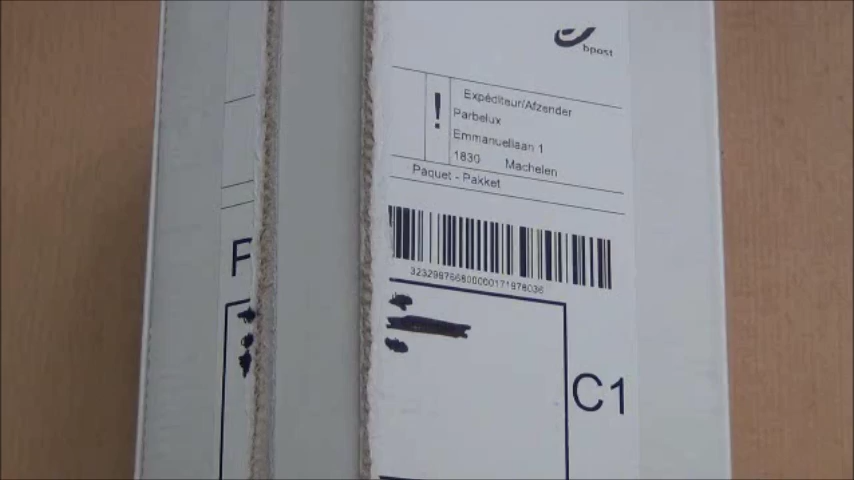 bpost
!
Expéditeur/Afzender
Parbelux
Emmanuellaan 1
1830 Machelen
Paquet - Pakket
323299766800000171978036
P
C1